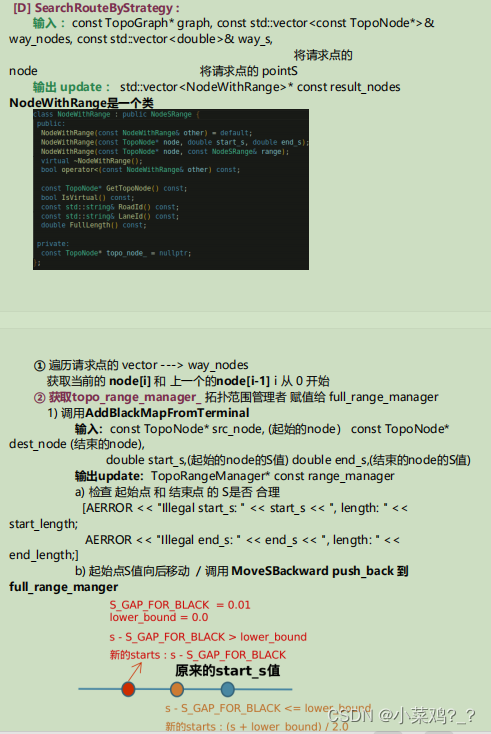 [D] SearchRouteByStrategy :
输入 : const TopoGraph* graph, const std::vector<const TopoNode*>&
way_nodes, const std::vector<double>& way_s,
将请求点的
node 将请求点的 pointS
输出 update : std::vector<NodeWithRange>* const result_nodes
NodeWithRange是一个类
class NodeWithRange : public NodeSRange {
public:
NodeWithRange(const NodeWithRange& other) = default;
NodeWithRange(const TopoNode* node, double start_s, double end_s);
NodeWithRange(const TopoNode* node, const NodeSRange& range);
virtual ~NodeWithRange();
bool operator<(const NodeWithRange& other) const;
const TopoNode* GetTopoNode() const;
bool IsVirtual() const;
const std::string& RoadId() const;
const std::string& LaneId() const;
double FullLength() const;
private:
const TopoNode* topo_node_ = nullptr;
};
① 遍历请求点的 vector ---> way_nodes
获取当前的 node[i] 和 上一个的node[i-1] i 从 0 开始
② 获取topo_range_manager_ 拓扑范围管理者 赋值给 full_range_manager
1) 调用AddBlackMapFromTerminal
输入: const TopoNode* src_node, (起始的node) const TopoNode*
dest_node (结束的node),
double start_s,(起始的node的S值) double end_s,(结束的node的S值)
输出update: TopoRangeManager* const range_manager
a) 检查 起始点 和 结束点 的 S是否 合理
[AERROR << "Illegal start_s: " << start_s << ", length: " <<
start_length;
AERROR << "Illegal end_s: " << end_s << ", length: " <<
end_length;]
b) 起始点S值向后移动 / 调用 MoveSBackward push_back 到
full_range_manger
S_GAP_FOR_BLACK = 0.01
lower_bound = 0.0
s - S_GAP_FOR_BLACK > lower_bound
新的starts : s - S_GAP_FOR_BLACK
原来的start_s值
s - S_GAP_FOR_BLACK <= lower_bound
新的starts : (s + lower_bound) / 2.0
CSDN @小菜鸡?_?